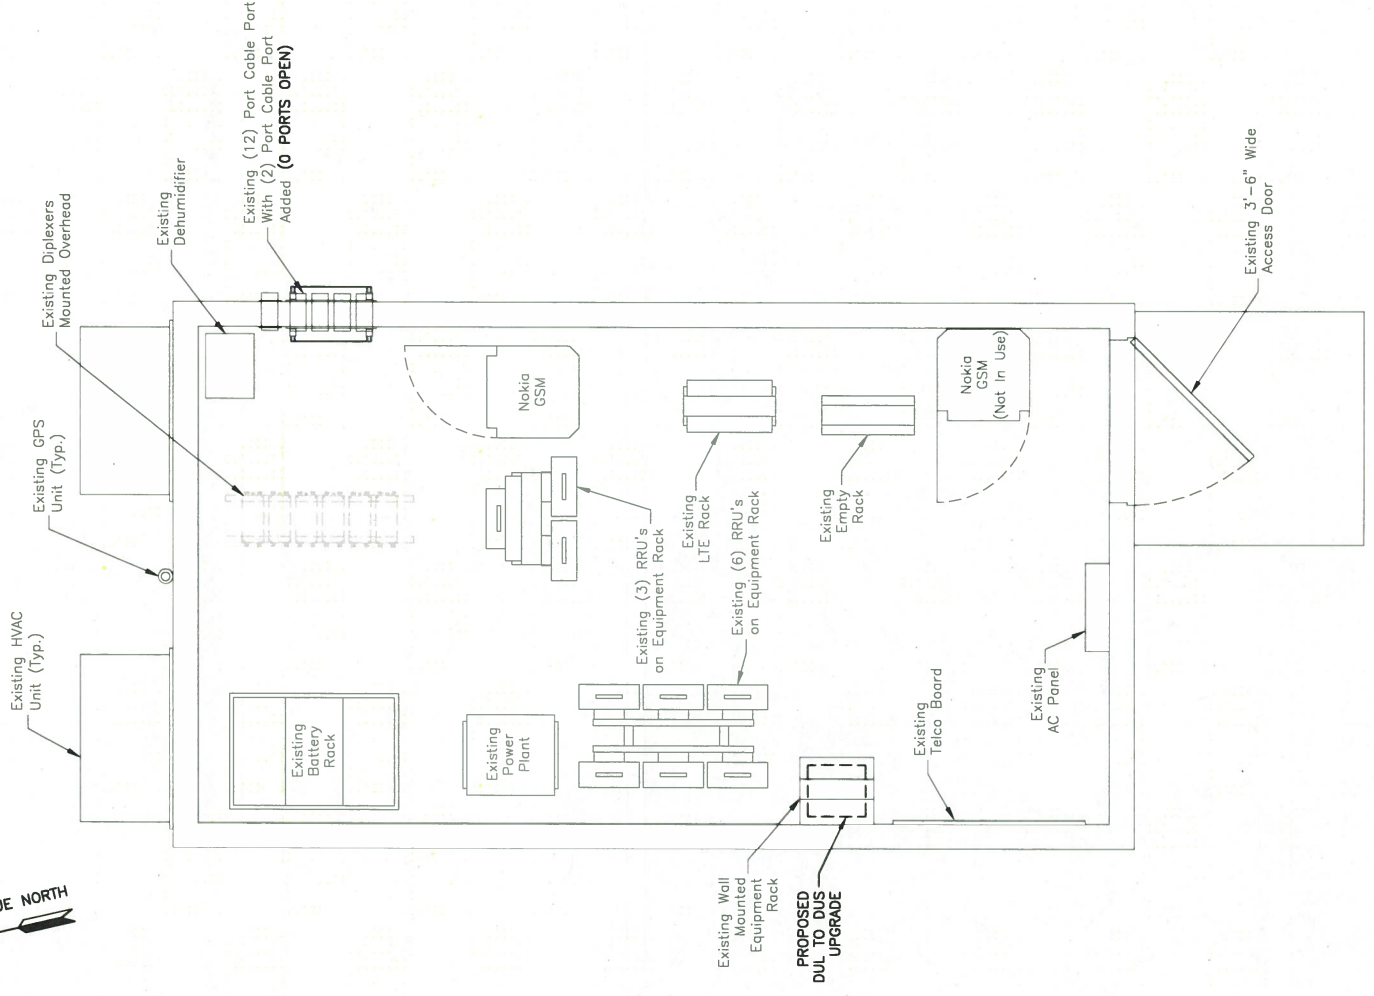 Existing HVAC
Unit (Typ.)
Existing GPS
Unit (Typ.)
Existing Diplexers
Mounted Overhead
Existing
Dehumidifier
Existing (12) Port Cable Port
With (2) Port Cable Port
Added (0 PORTS OPEN)
Existing 3'-6" Wide
Access Door
Nokia
GSM
Nokia
GSM
(Not In Use)
Existing
LTE Rack
Existing
Empty
Rack
Existing (3) RRU's
on Equipment Rack
Existing (6) RRU's
on Equipment Rack
Existing
Battery
Rack
Existing
Power
Plant
Existing
AC Panel
Existing
Telco Board
Existing Wall
Mounted
Equipment
Rack
PROPOSED
DUL TO DUS
UPGRADE
NORTH